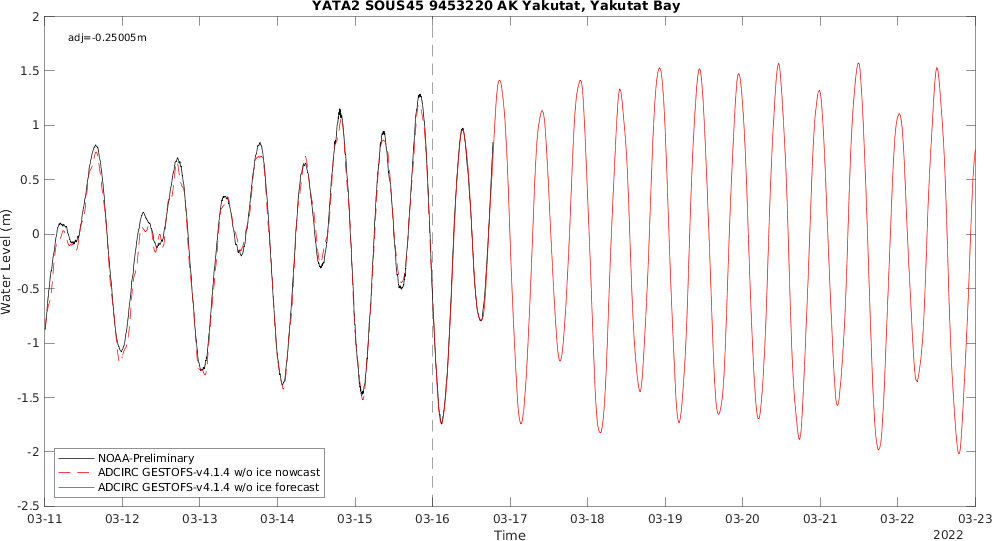 YATA2 SOUS45 9453220 AK Yakutat, Yakutat Bay
adj=-0.25005m
2
1.5
1
0.5
0
-0.5
-1
-1.5
-2
-2.5
Water Level (m)
NOAA-Preliminary
ADCIRC GESTOFS-v4.1.4 w/o ice nowcast
ADCIRC GESTOFS-v4.1.4 w/o ice forecast
03-11 03-12 03-13 03-14 03-15 03-16 03-17 03-18 03-19 03-20 03-21 03-22 03-23
Time
2022